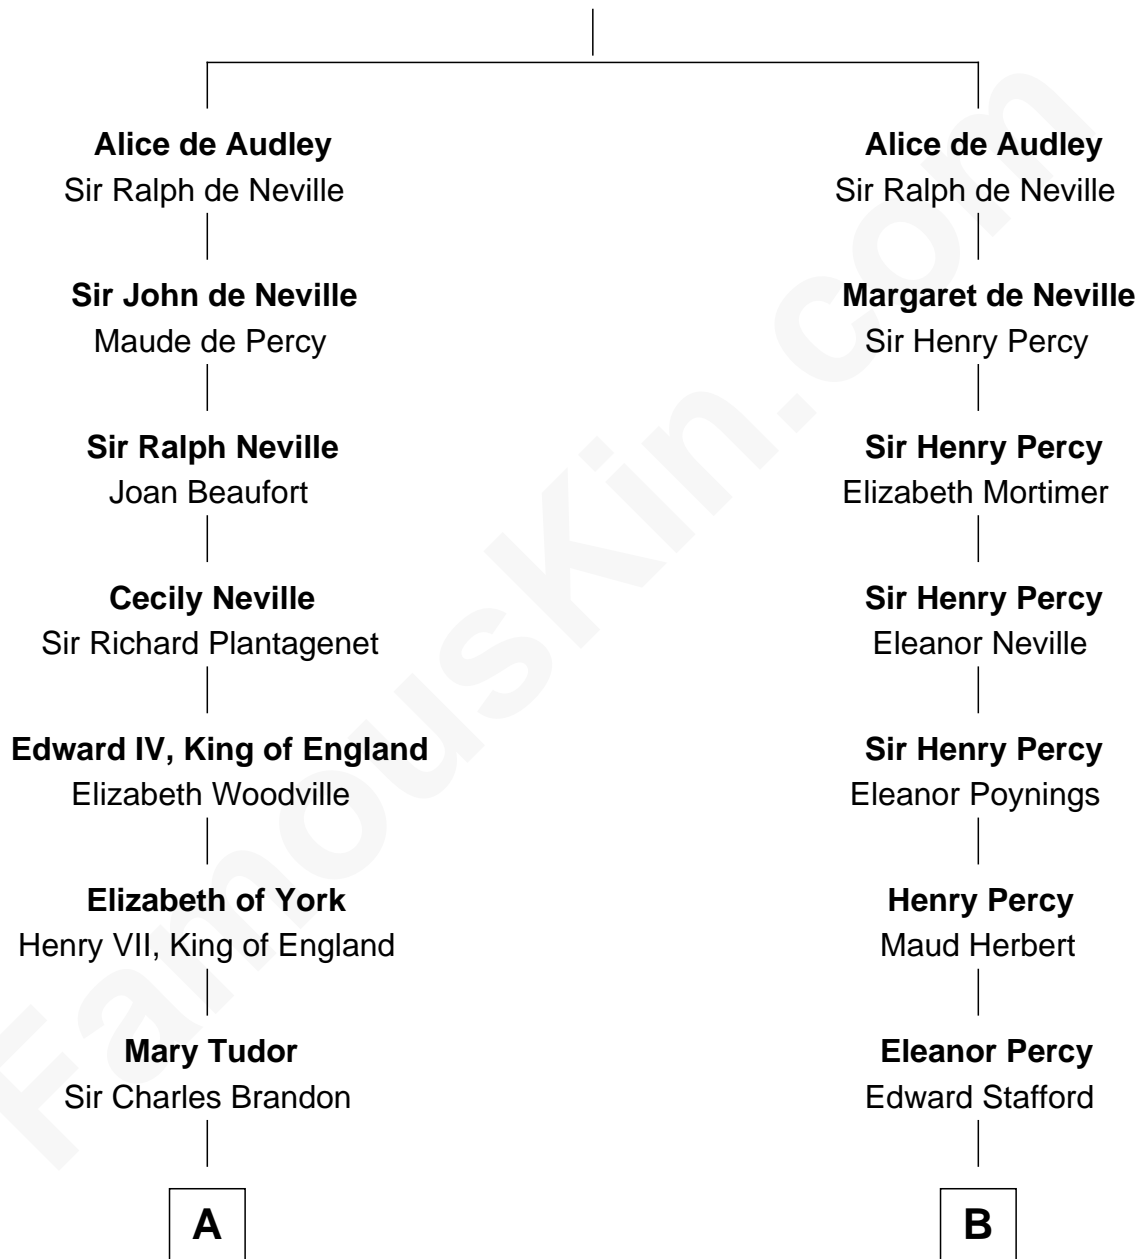 Alice de Audley
Sir Ralph de Neville
Sir John de Neville
Maude de Percy
Sir Ralph Neville
Joan Beaufort
Cecily Neville
Sir Richard Plantagenet
Edward IV, King of England
Elizabeth Woodville
Elizabeth of York
Henry VII, King of England
Mary Tudor
Sir Charles Brandon
A
Alice de Audley
Sir Ralph de Neville
Margaret de Neville
Sir Henry Percy
Sir Henry Percy
Elizabeth Mortimer
Sir Henry Percy
Eleanor Neville
Sir Henry Percy
Eleanor Poynings
Henry Percy
Maud Herbert
Eleanor Percy
Edward Stafford
B
FamousKin.com